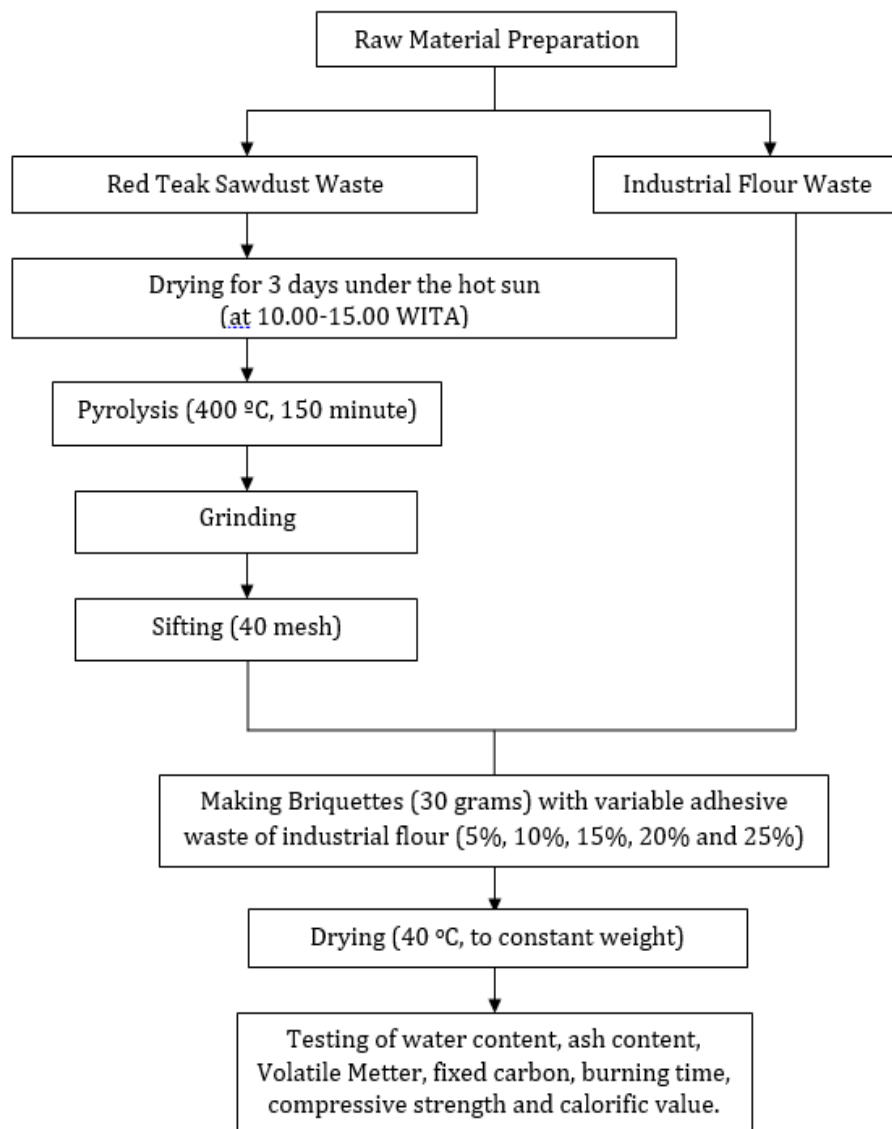 Raw Material Preparation
Red Teak Sawdust Waste
Industrial Flour Waste
Drying for 3 days under the hot sun
(at 10.00-15.00 WITA)
Pyrolysis (400 ºC, 150 minute)
Grinding
Sifting (40 mesh)
Making Briquettes (30 grams) with variable adhesive
waste of industrial flour (5%, 10%, 15%, 20% and 25%)
Drying (40 ºC, to constant weight)
Testing of water content, ash content,
Volatile Metter, fixed carbon, burning time,
compressive strength and calorific value.